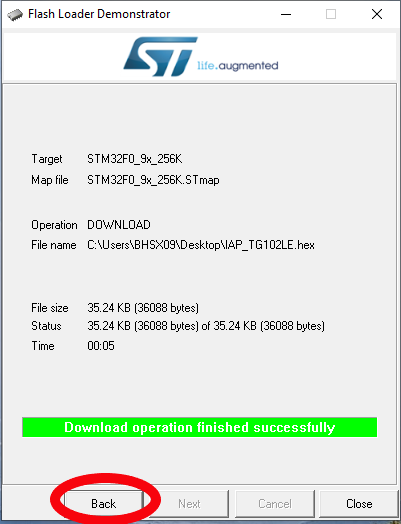 Flash Loader Demonstrator
ST
life.augmented
Target STM32F0_9x_256K
Map file STM32F0_9x_256K.STmap
Operation DOWNLOAD
File name C:\Users\BHSX09\Desktop\IAP_TG102LE.hex
File size 35.24 KB (36088 bytes)
Status 35.24 KB (36088 bytes) of 35.24 KB (36088 bytes)
Time 00:05
Download operation finished successfully
Back Next Cancel Close